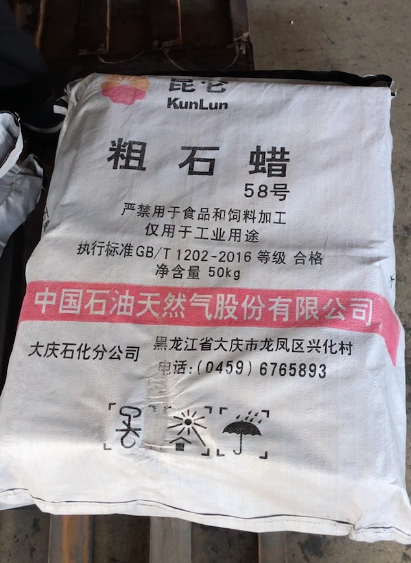 昆仑
KunLun
粗石蜡
58号
严禁用于食品和饲料加工
仅用于工业用途
执行标准GB/T 1202-2016 等级 合格
净含量 50kg
中国石油天然气股份有限公司
大庆石化分公司 黑龙江省大庆市龙凤区兴化村
电话:(0459) 6765893